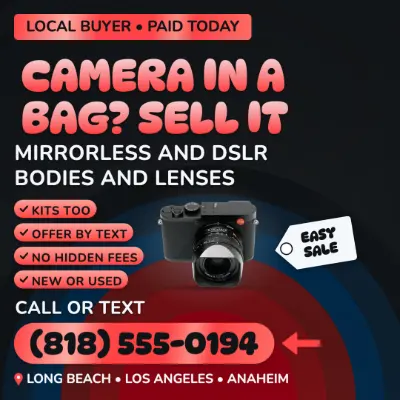 LOCAL BUYER • PAID TODAY
CAMERA IN A
BAG? SELL IT
MIRRORLESS AND DSLR
BODIES AND LENSES
KITS TOO
OFFER BY TEXT
NO HIDDEN FEES
NEW OR USED
EASY
SALE
CALL OR TEXT
(818) 555-0194
LONG BEACH • LOS ANGELES • ANAHEIM